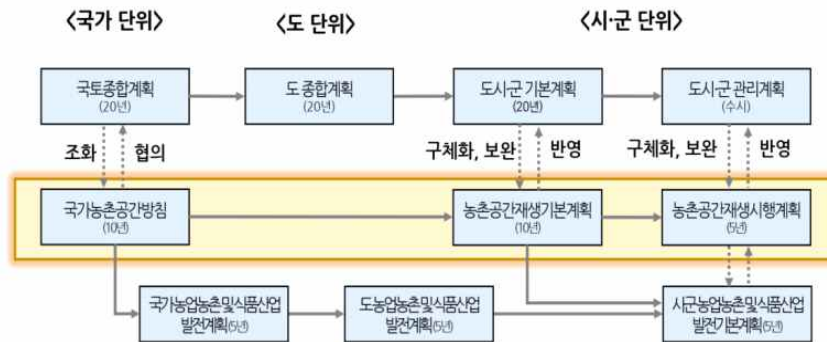 <국가 단위> <도 단위> <시·군 단위>
국토종합계획 도 종합계획 도시·군 기본계획 도시·군 관리계획
(20년) (20년) (20년) (수시)
조화 협의 구체화, 보완 반영 구체화, 보완 반영
국가농촌공간방침 농촌공간재생기본계획 농촌공간재생시행계획
(10년) (10년) (5년)
국가농업농촌및식품산업 도농업농촌및식품산업 시군농업농촌및식품산업
발전계획(5년) 발전계획(5년) 발전기본계획(5년)